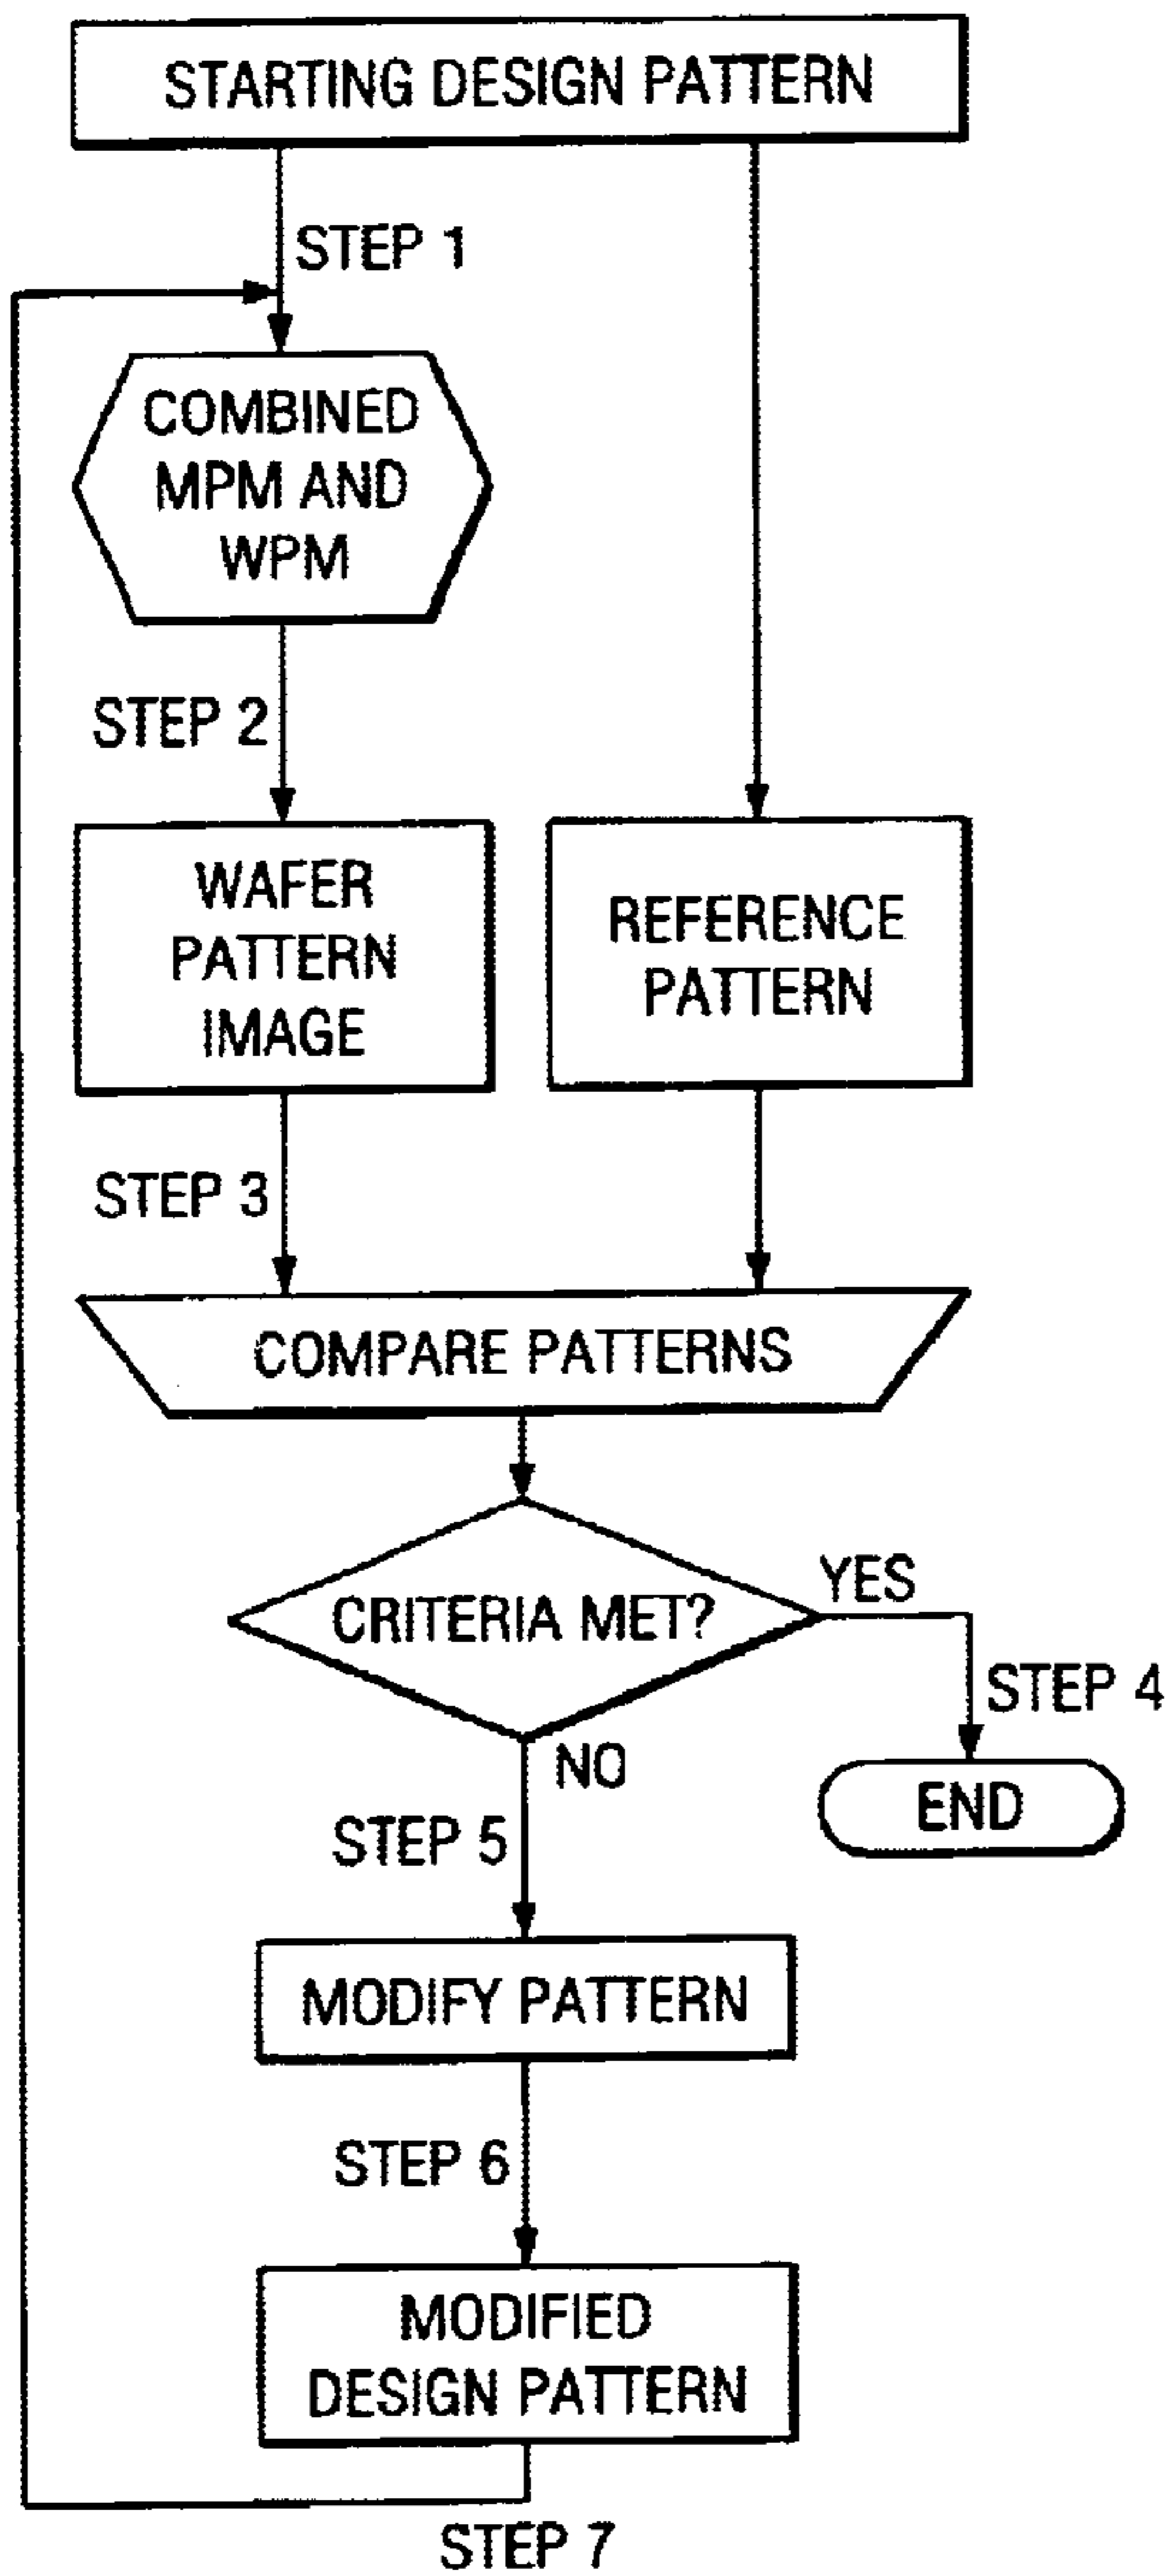 STARTING DESIGN PATTERN
STEP 1
COMBINED
MPM AND
WPM
STEP 2
WAFER
PATTERN
IMAGE
REFERENCE
PATTERN
STEP 3
COMPARE PATTERNS
CRITERIA MET?
YES
STEP 4
END
NO
STEP 5
MODIFY PATTERN
STEP 6
MODIFIED
DESIGN PATTERN
STEP 7